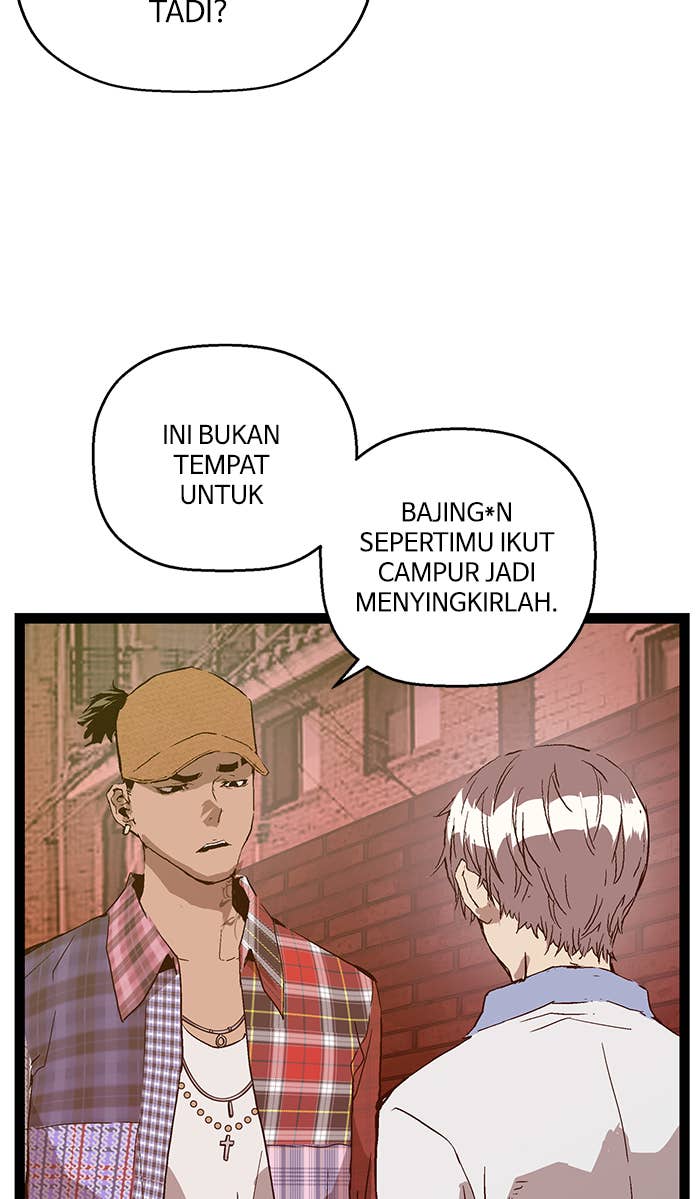 TADI?
INI BUKAN
TEMPAT
UNTUK
BAJING*N
SEPERTIMU IKUT
CAMPUR JADI
MENYINGKIRLAH.